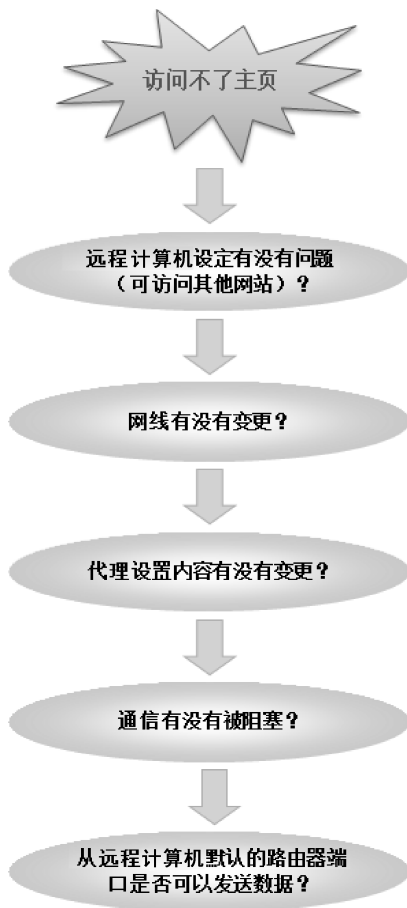 访问不了主页
远程计算机设定有没有问题
（可访问其他网站）？
网线有没有变更？
代理设置内容有没有变更？
通信有没有被阻塞？
从远程计算机默认的路由器端
口是否可以发送数据？